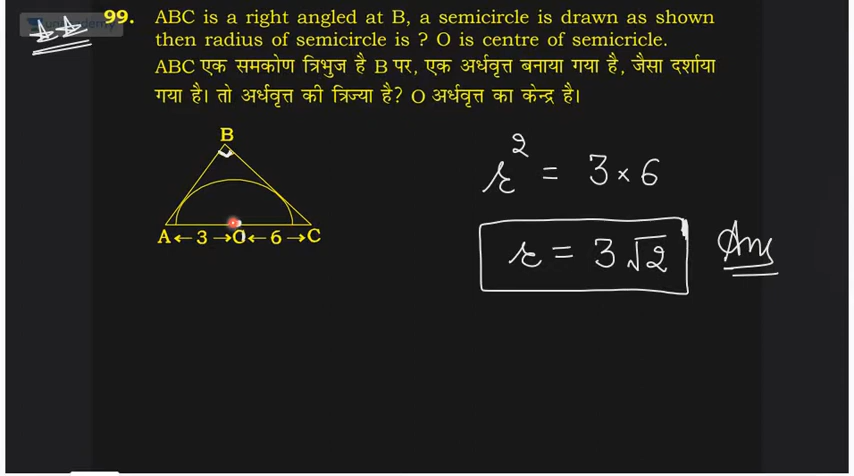 99. ABC is a right angled at B, a semicircle is drawn as shown
then radius of semicircle is ? O is centre of semicricle.
ABC एक समकोण त्रिभुज है B पर, एक अर्धवृत्त बनाया गया है, जैसा दर्शाया
गया है। तो अर्धवृत्त की त्रिज्या है? O अर्धवृत्त का केन्द्र है।
B
A ← 3 → O ← 6 → C
r² = 3 × 6
r = 3√2 Ans